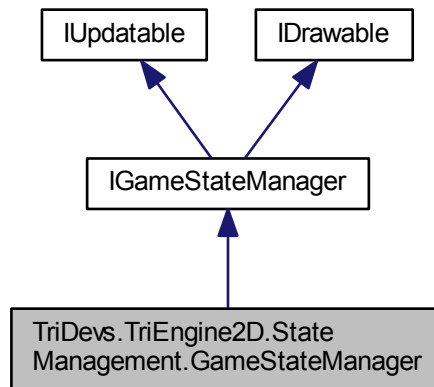 IUpdatable
IDrawable
IGameStateManager
TriDevs.TriEngine2D.State
Management.GameStateManager